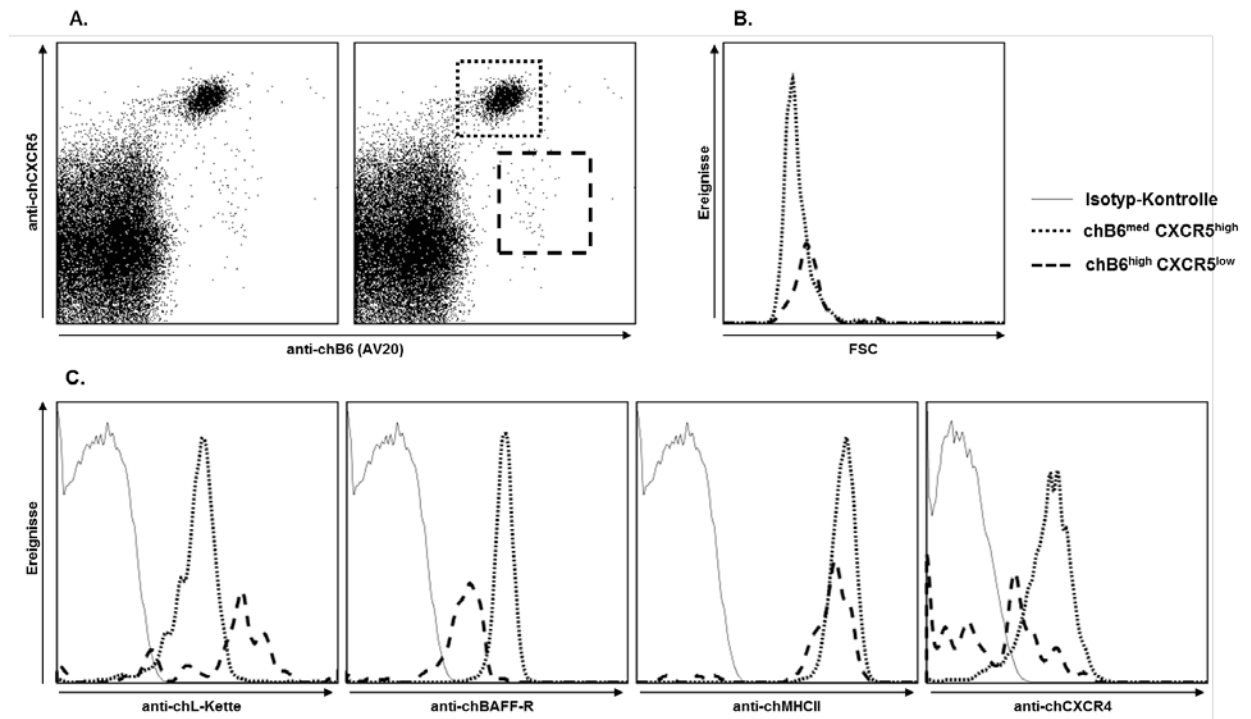 A.
B.
anti-chCXCR5
anti-chB6 (AV20)
Ereignisse
FSC
Isotyp-Kontrolle
chB6med CXCR5high
chB6high CXCR5low
C.
Ereignisse
anti-chL-Kette
anti-chBAFF-R
anti-chMHCII
anti-chCXCR4